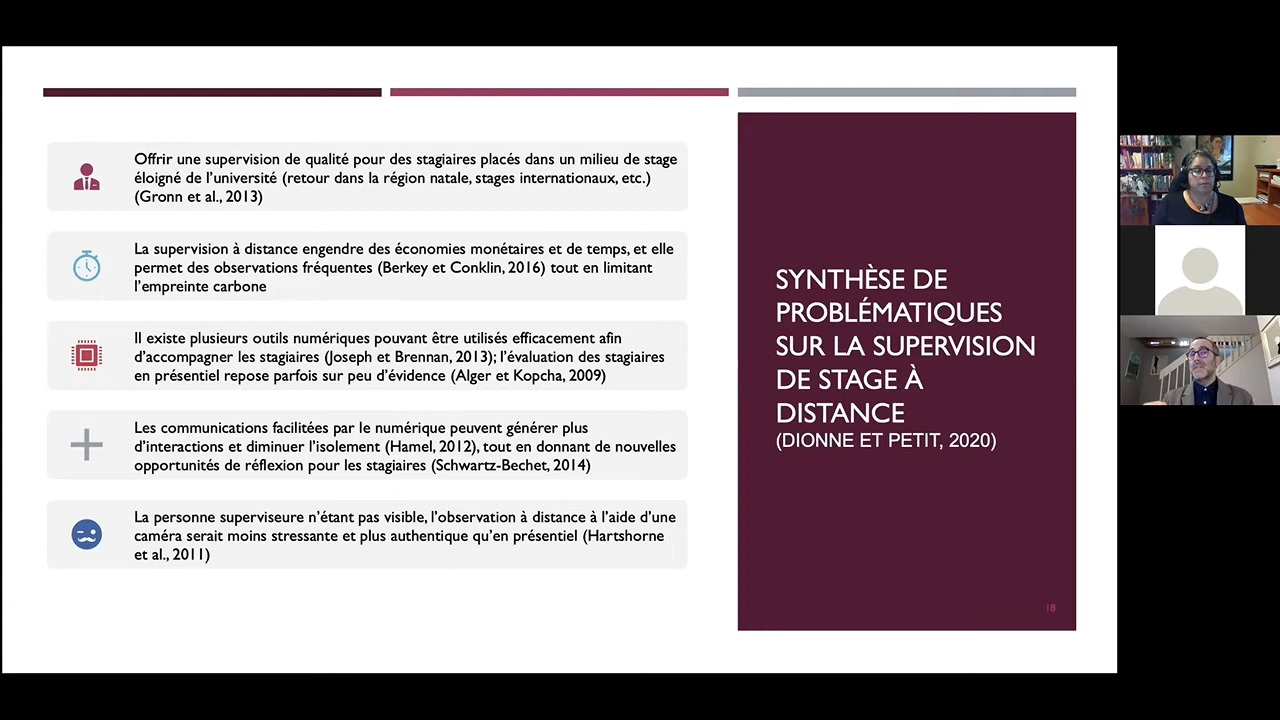 Offrir une supervision de qualité pour des stagiaires placés dans un milieu de stage
éloigné de l'université (retour dans la région natale, stages internationaux, etc.)
(Gronn et al., 2013)
La supervision à distance engendre des économies monétaires et de temps, et elle
permet des observations fréquentes (Berkey et Conklin, 2016) tout en limitant
l'empreinte carbone
Il existe plusieurs outils numériques pouvant être utilisés efficacement afin
d'accompagner les stagiaires (Joseph et Brennan, 2013); l'évaluation des stagiaires
en présentiel repose parfois sur peu d'évidence (Alger et Kopcha, 2009)
Les communications facilitées par le numérique peuvent générer plus
d'interactions et diminuer l'isolement (Hamel, 2012), tout en donnant de nouvelles
opportunités de réflexion pour les stagiaires (Schwartz-Bechet, 2014)
La personne superviseure n'étant pas visible, l'observation à distance à l'aide d'une
caméra serait moins stressante et plus authentique qu'en présentiel (Hartshorne
et al., 2011)
SYNTHÈSE DE
PROBLÉMATIQUES
SUR LA SUPERVISION
DE STAGE À
DISTANCE
(DIONNE ET PETIT, 2020)
18